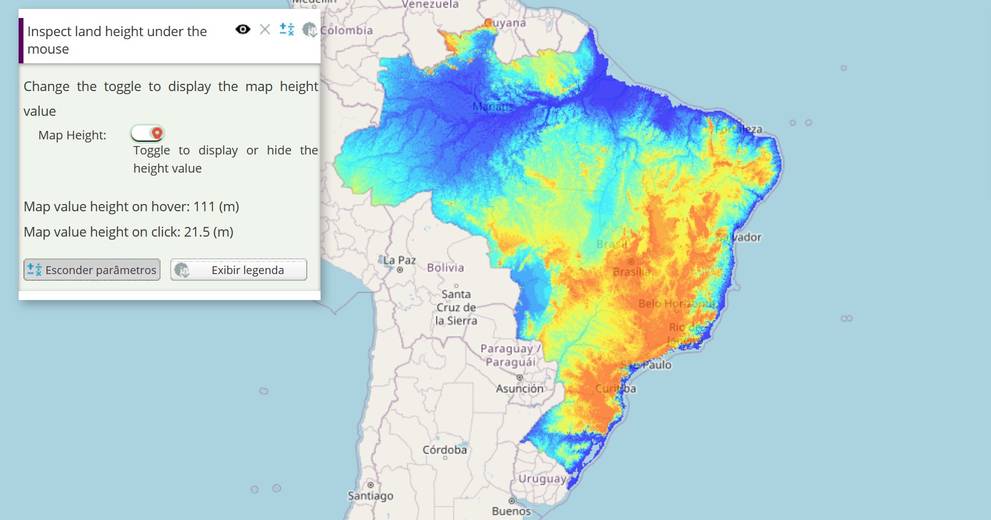 Inspect land height under the
mouse
Change the toggle to display the map height
value
Map Height:
Toggle to display or hide the
height value
Map value height on hover: 111 (m)
Map value height on click: 21.5 (m)
Esconder parâmetros
Exibir legenda
Medellín
Venezuela
Guyana
Colombia
Manaus
Fortaleza
Brasil
Brasília
La Paz
Bolivia
Santa
Cruz de
la Sierra
Belo Horizonte
Rio de
São Paulo
Paraguay /
Paraguái
Asunción
Curitiba
Córdoba
Uruguay
Santiago
Buenos